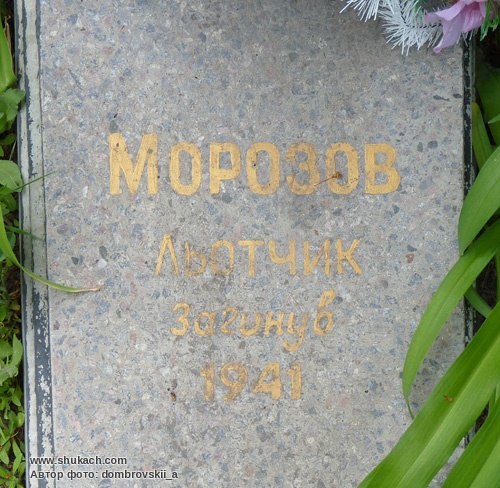 МОРОЗОВ
ЛЬОТЧИК
Загинув
1941
www.shukach.com
Автор фото: dombrovskii_a